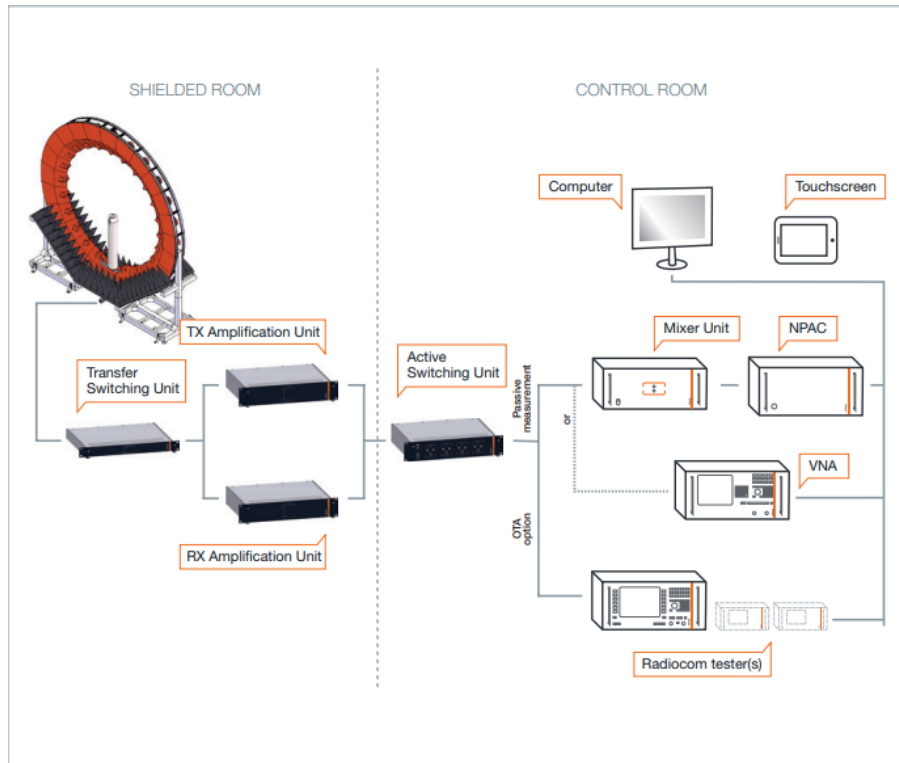 SHIELDED ROOM
CONTROL ROOM
Computer
Touchscreen
TX Amplification Unit
Mixer Unit
NPAC
Transfer
Switching Unit
Active
Switching Unit
Passive
measurement
or
VNA
OTA
option
RX Amplification Unit
Radiocom tester(s)